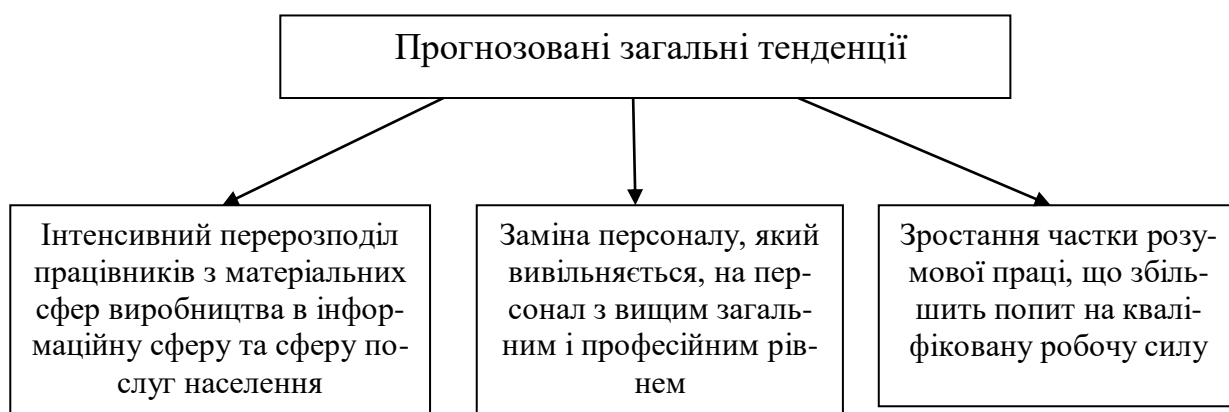 Прогнозовані загальні тенденції
Інтенсивний перерозподіл
працівників з матеріальних
сфер виробництва в інфор-
маційну сферу та сферу по-
слуг населення
Заміна персоналу, який
вивільняється, на пер-
сонал з вищим загаль-
ним і професійним рів-
нем
Зростання частки розу-
мової праці, що збіль-
шить попит на квалі-
фіковану робочу силу